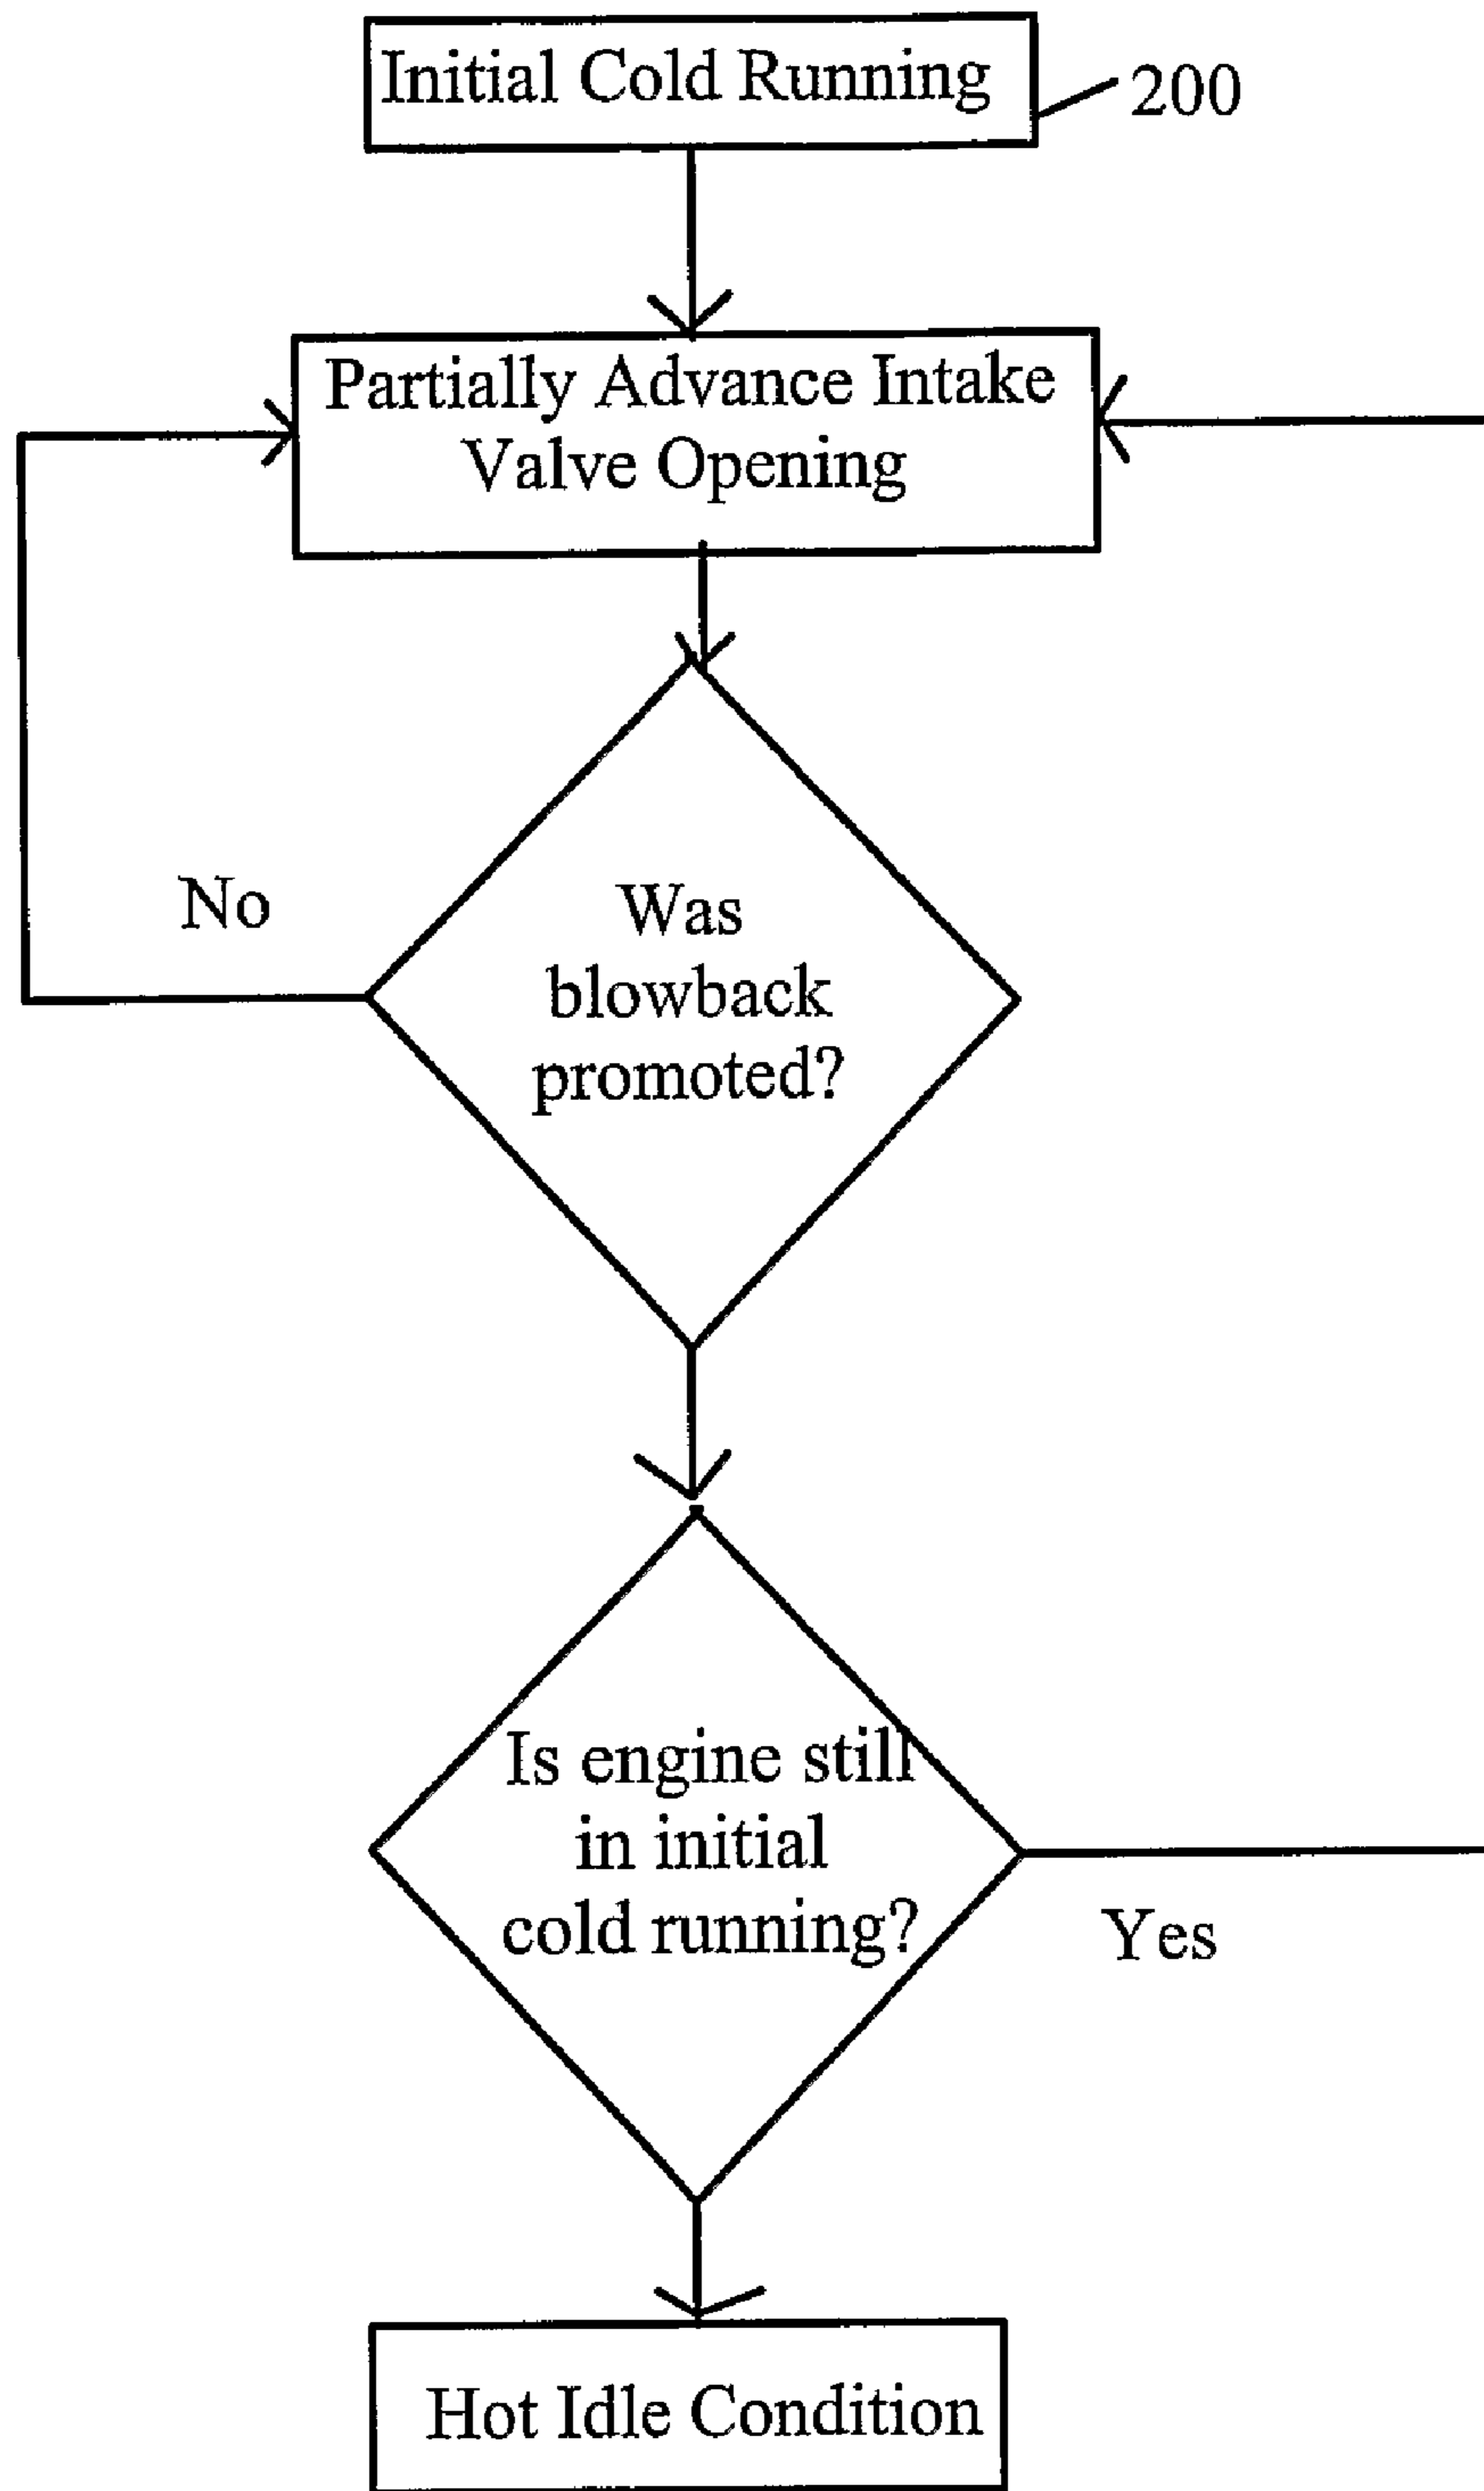 Initial Cold Running
200
Partially Advance Intake
Valve Opening
No
Was
blowback
promoted?
Is engine still
in initial
cold running?
Yes
Hot Idle Condition